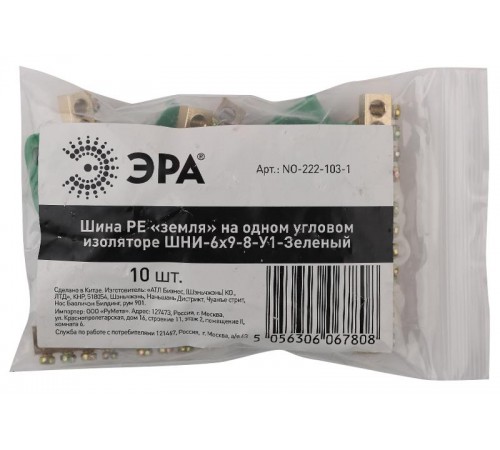 ЭРА®
Арт.: NO-222-103-1
Шина РЕ «земля» на одном угловом
изоляторе ШНИ-6х9-8-У1-Зеленый
10 шт.
Сделано в Китае. Изготовитель: «АТЛ Бизнес (Шэньчжэнь) КО.,
ЛТД», КНР, 518054, Шэньчжэнь, Наньшань Дистрикт, Чуанье стрит,
Нос Баолисюн Билдинг, рум 901.
Импортер: ООО «РуМете». Адрес: 127473, Россия, г. Москва,
ул. Краснопролетарская, дом 16, строение 11, этаж 2, помещение II,
комната 6.
Служба по работе с потребителями 121467, Россия, г. Москва, а/я
5 056306 067808